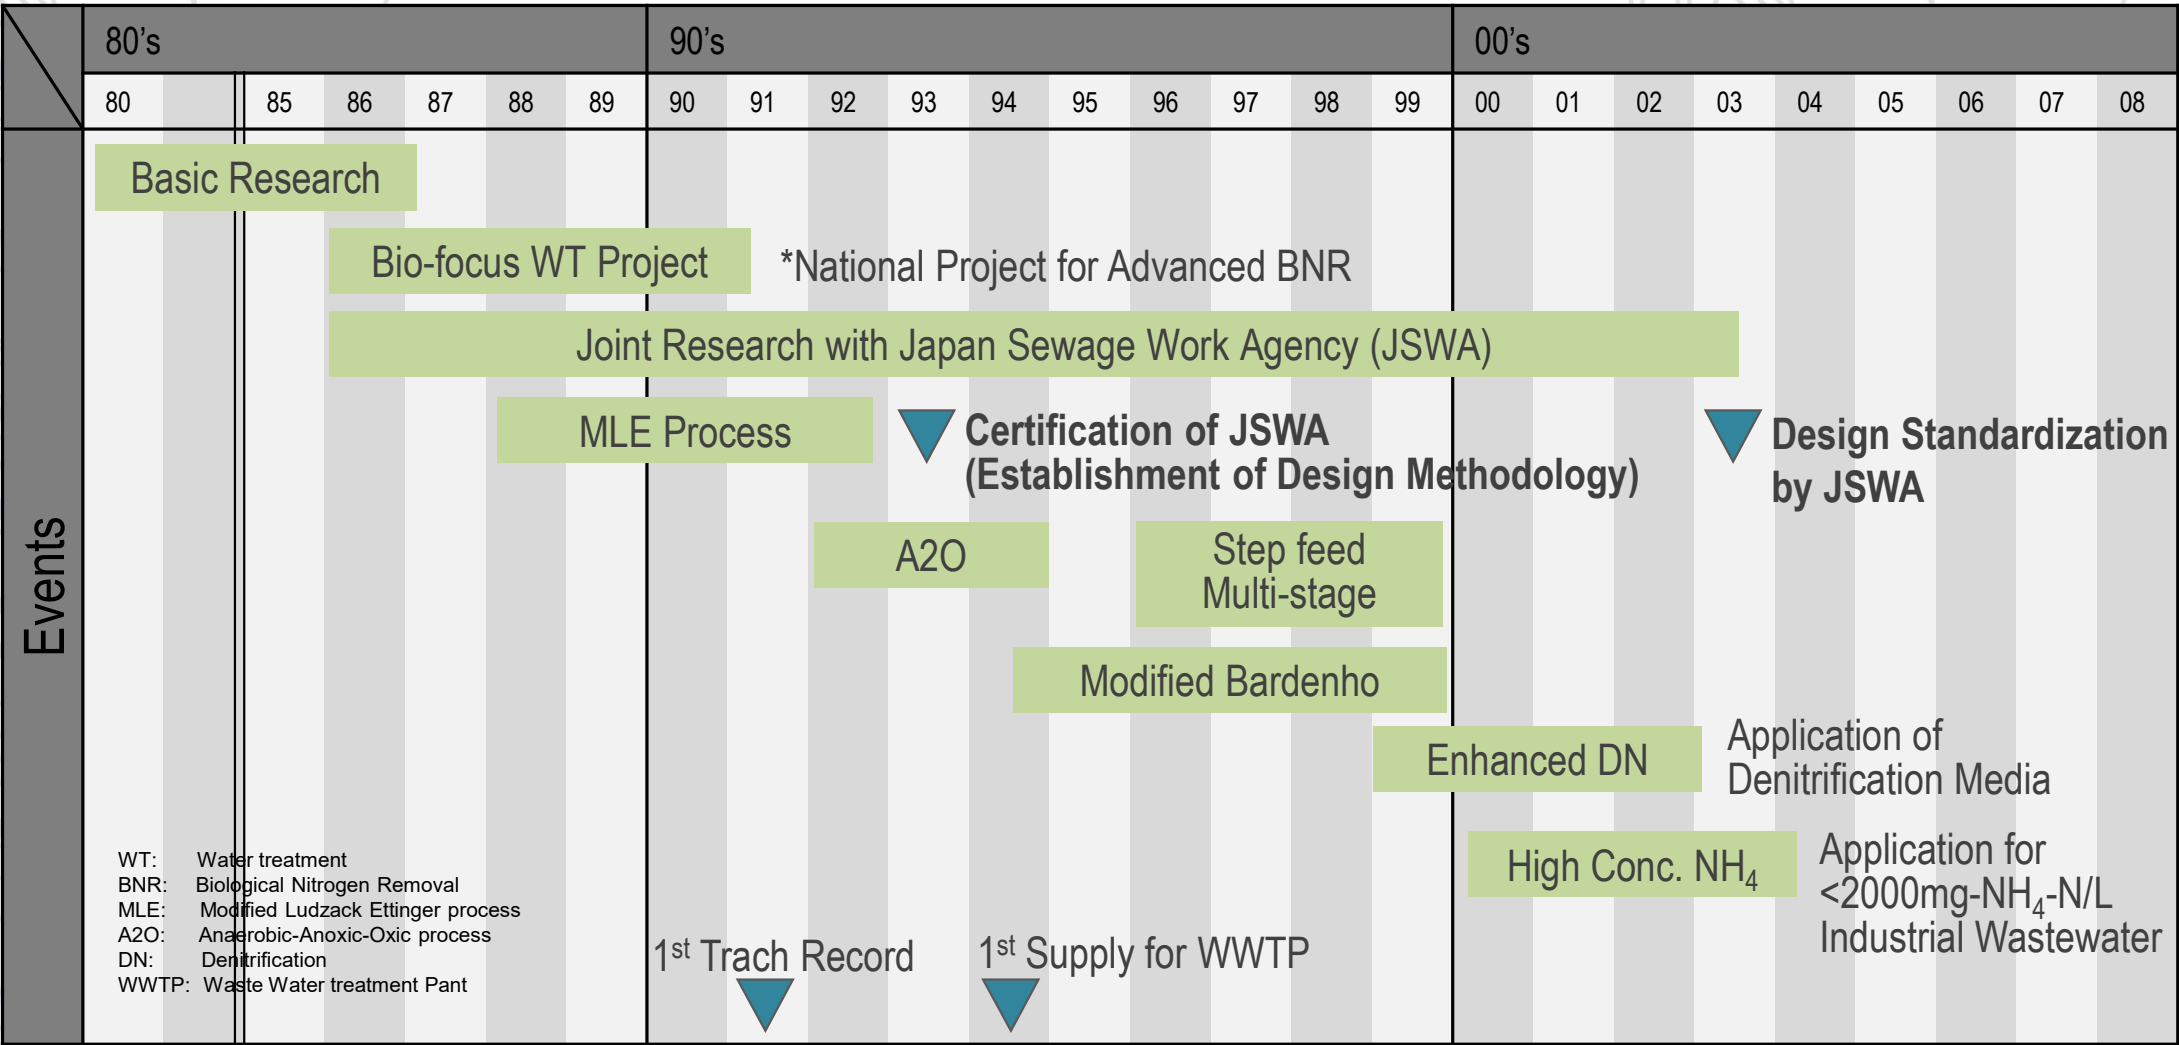 80's 90's 00's
80 85 86 87 88 89 90 91 92 93 94 95 96 97 98 99 00 01 02 03 04 05 06 07 08
Events
Basic Research
Bio-focus WT Project *National Project for Advanced BNR
Joint Research with Japan Sewage Work Agency (JSWA)
MLE Process
Certification of JSWA
(Establishment of Design Methodology)
Design Standardization
by JSWA
A2O
Step feed
Multi-stage
Modified Bardenho
Enhanced DN
Application of
Denitrification Media
High Conc. NH₄
Application for
<2000mg-NH₄-N/L
Industrial Wastewater
WT: Water treatment
BNR: Biological Nitrogen Removal
MLE: Modified Ludzack Ettinger process
A2O: Anaerobic-Anoxic-Oxic process
DN: Denitrification
WWTP: Waste Water treatment Pant
1st Trach Record
1st Supply for WWTP